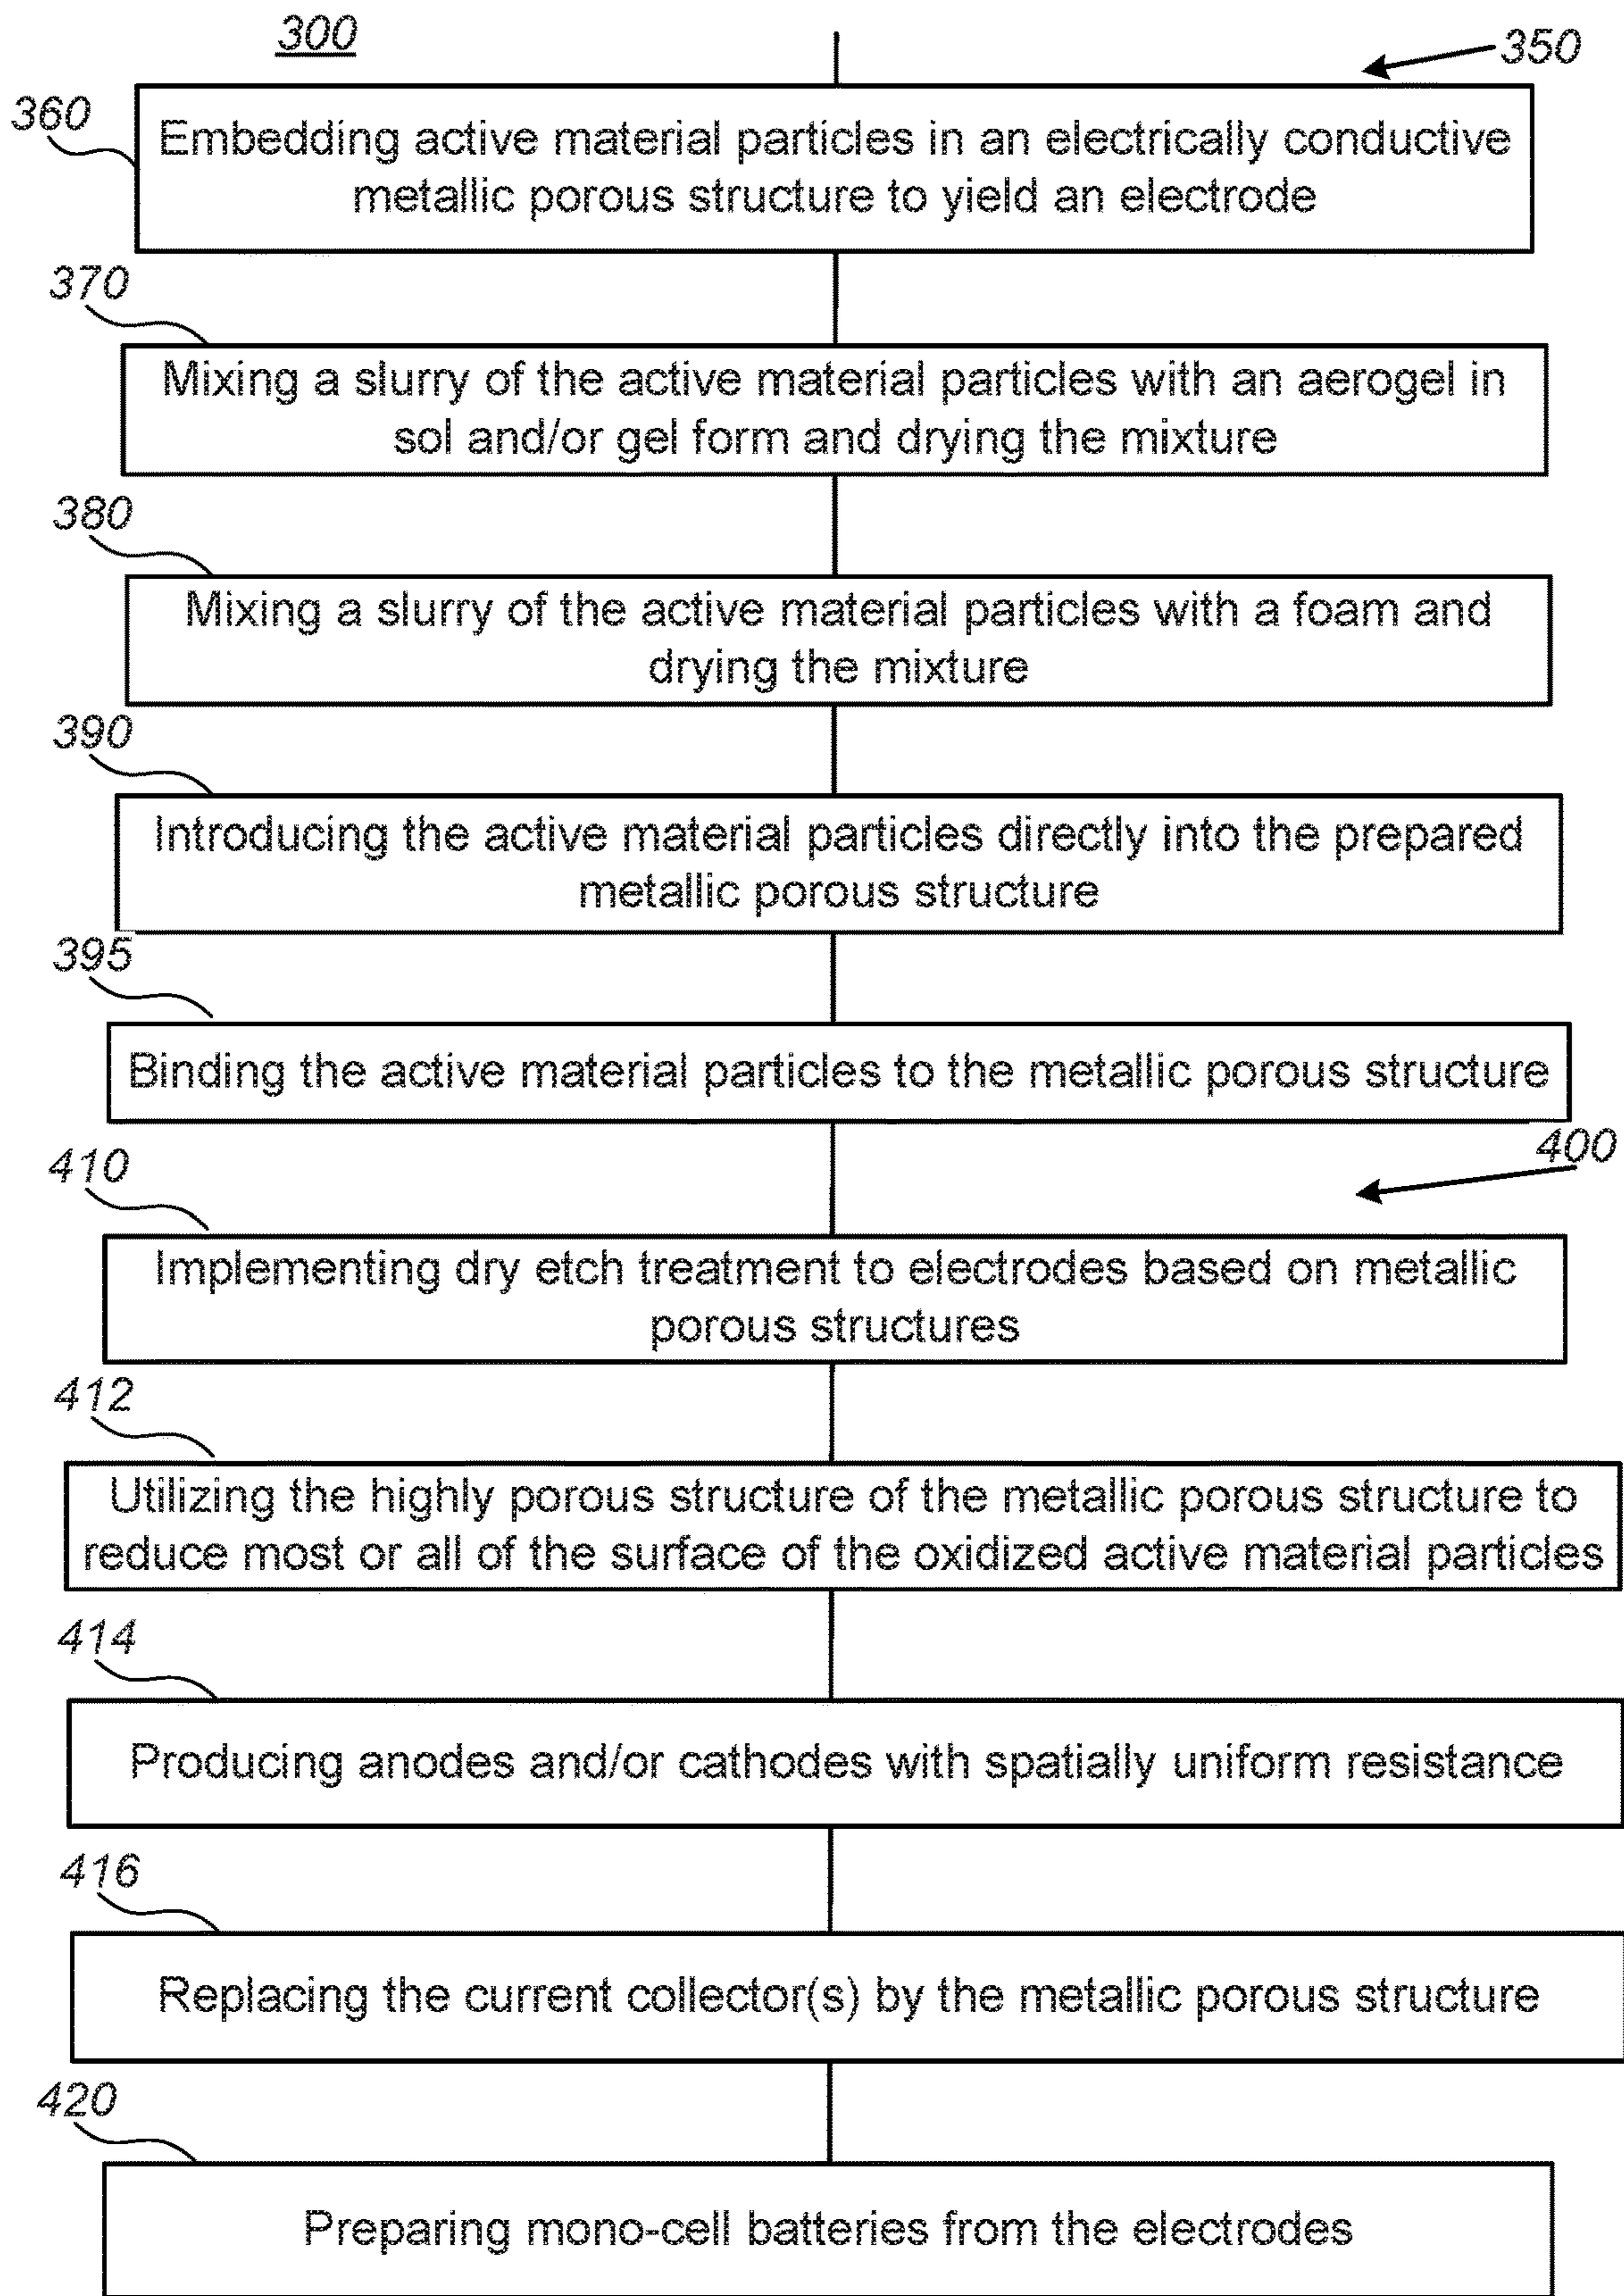 300
350
360
Embedding active material particles in an electrically conductive
metallic porous structure to yield an electrode
370
Mixing a slurry of the active material particles with an aerogel in
sol and/or gel form and drying the mixture
380
Mixing a slurry of the active material particles with a foam and
drying the mixture
390
Introducing the active material particles directly into the prepared
metallic porous structure
395
Binding the active material particles to the metallic porous structure
400
410
Implementing dry etch treatment to electrodes based on metallic
porous structures
412
Utilizing the highly porous structure of the metallic porous structure to
reduce most or all of the surface of the oxidized active material particles
414
Producing anodes and/or cathodes with spatially uniform resistance
416
Replacing the current collector(s) by the metallic porous structure
420
Preparing mono-cell batteries from the electrodes